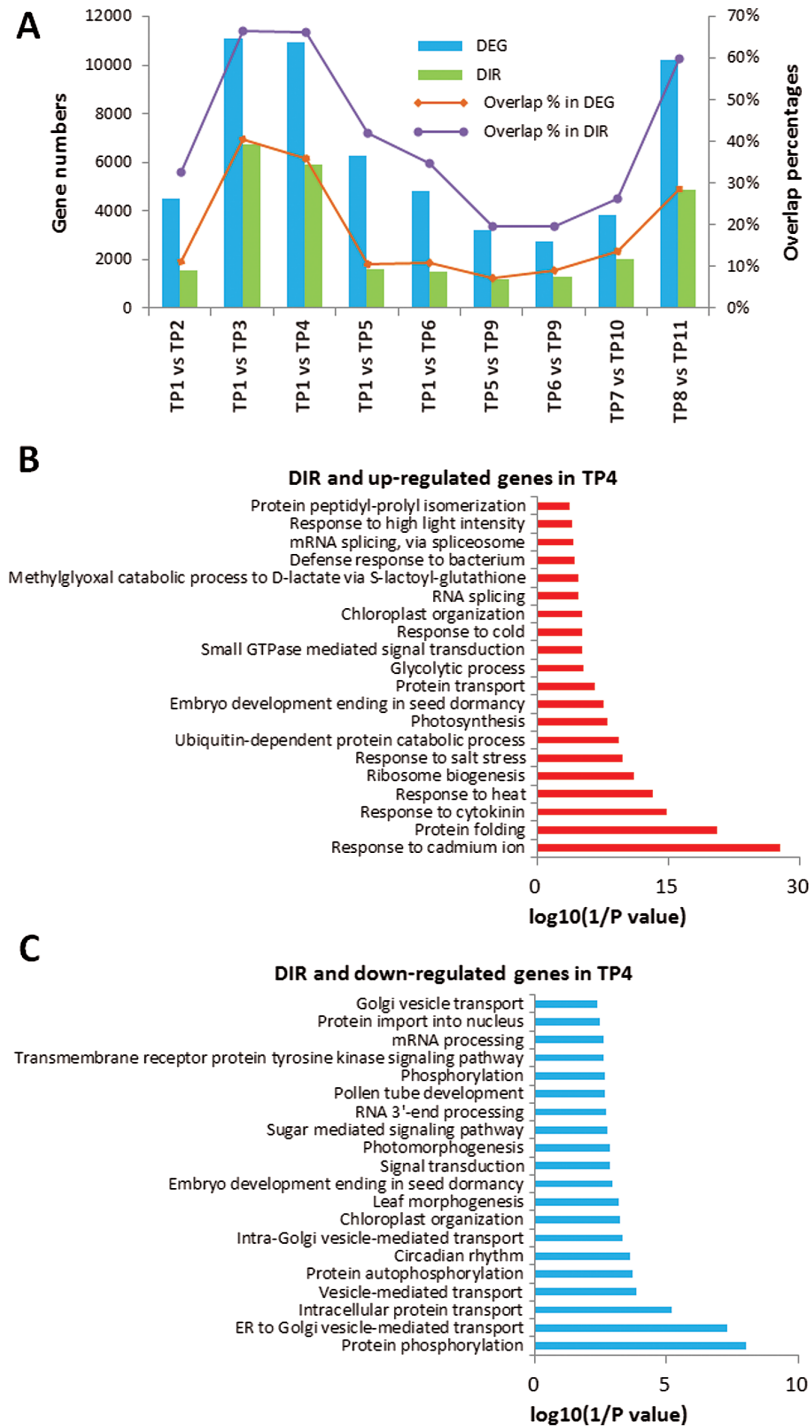 A
12000
10000
8000
6000
4000
2000
0
Gene numbers
70%
60%
50%
40%
30%
20%
10%
0%
Overlap percentages
DEG
DIR
Overlap % in DEG
Overlap % in DIR
TP1 vs TP2
TP1 vs TP3
TP1 vs TP4
TP1 vs TP5
TP1 vs TP6
TP5 vs TP9
TP6 vs TP9
TP7 vs TP10
TP8 vs TP11
B
DIR and up-regulated genes in TP4
Protein peptidyl-prolyl isomerization
Response to high light intensity
mRNA splicing, via spliceosome
Defense response to bacterium
Methylglyoxal catabolic process to D-lactate via S-lactoyl-glutathione
RNA splicing
Chloroplast organization
Response to cold
Small GTPase mediated signal transduction
Glycolytic process
Protein transport
Embryo development ending in seed dormancy
Photosynthesis
Ubiquitin-dependent protein catabolic process
Response to salt stress
Ribosome biogenesis
Response to heat
Response to cytokinin
Protein folding
Response to cadmium ion
0 15 30
log10(1/P value)
C
DIR and down-regulated genes in TP4
Golgi vesicle transport
Protein import into nucleus
mRNA processing
Transmembrane receptor protein tyrosine kinase signaling pathway
Phosphorylation
Pollen tube development
RNA 3'-end processing
Sugar mediated signaling pathway
Photomorphogenesis
Signal transduction
Embryo development ending in seed dormancy
Leaf morphogenesis
Chloroplast organization
Intra-Golgi vesicle-mediated transport
Circadian rhythm
Protein autophosphorylation
Vesicle-mediated transport
Intracellular protein transport
ER to Golgi vesicle-mediated transport
Protein phosphorylation
0 5 10
log10(1/P value)